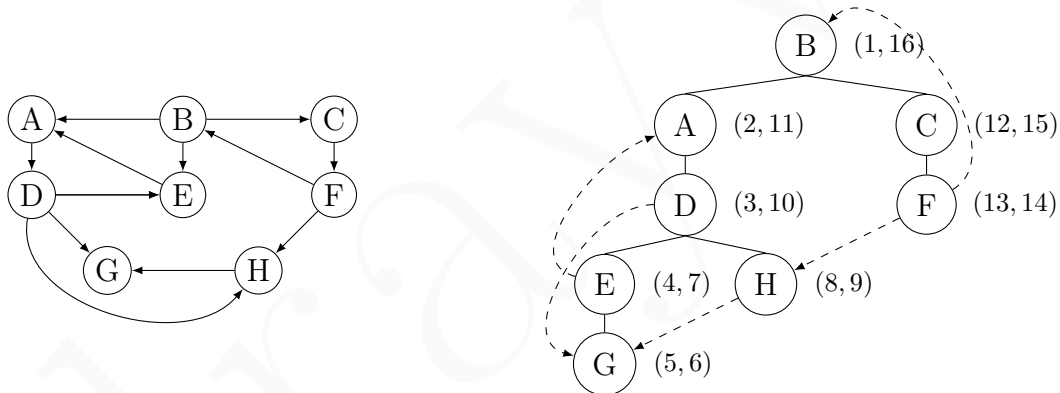 A B C
D E F
G H
B (1, 16)
A (2, 11) C (12, 15)
D (3, 10) F (13, 14)
E (4, 7) H (8, 9)
G (5, 6)